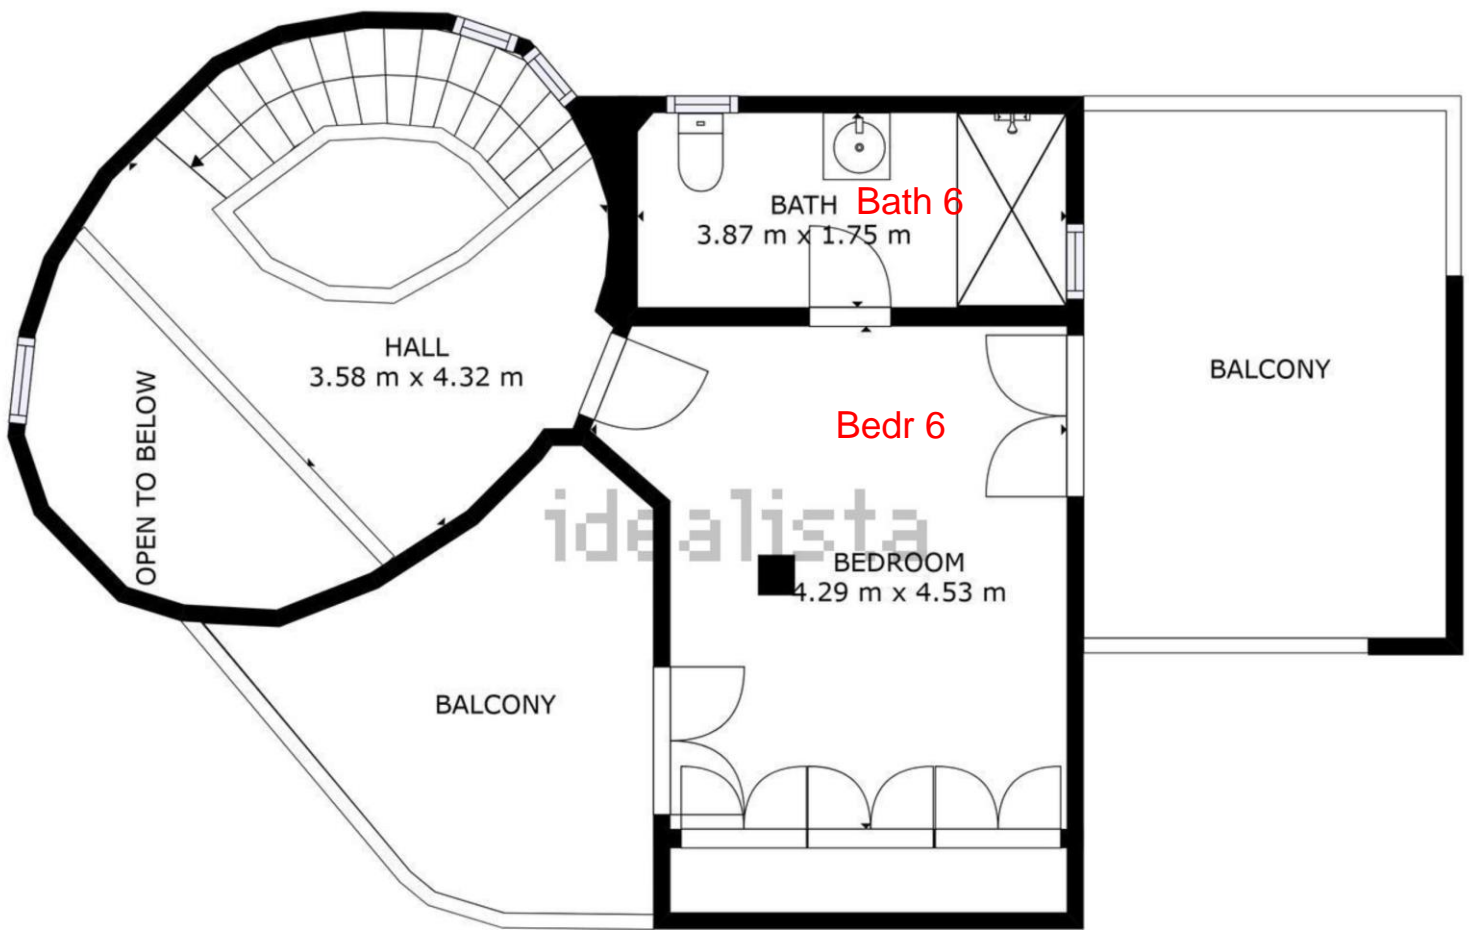 BATH
Bath 6
3.87 m x 1.75 m
HALL
3.58 m x 4.32 m
OPEN TO BELOW
BALCONY
Bedr 6
idealista
BEDROOM
4.29 m x 4.53 m
BALCONY